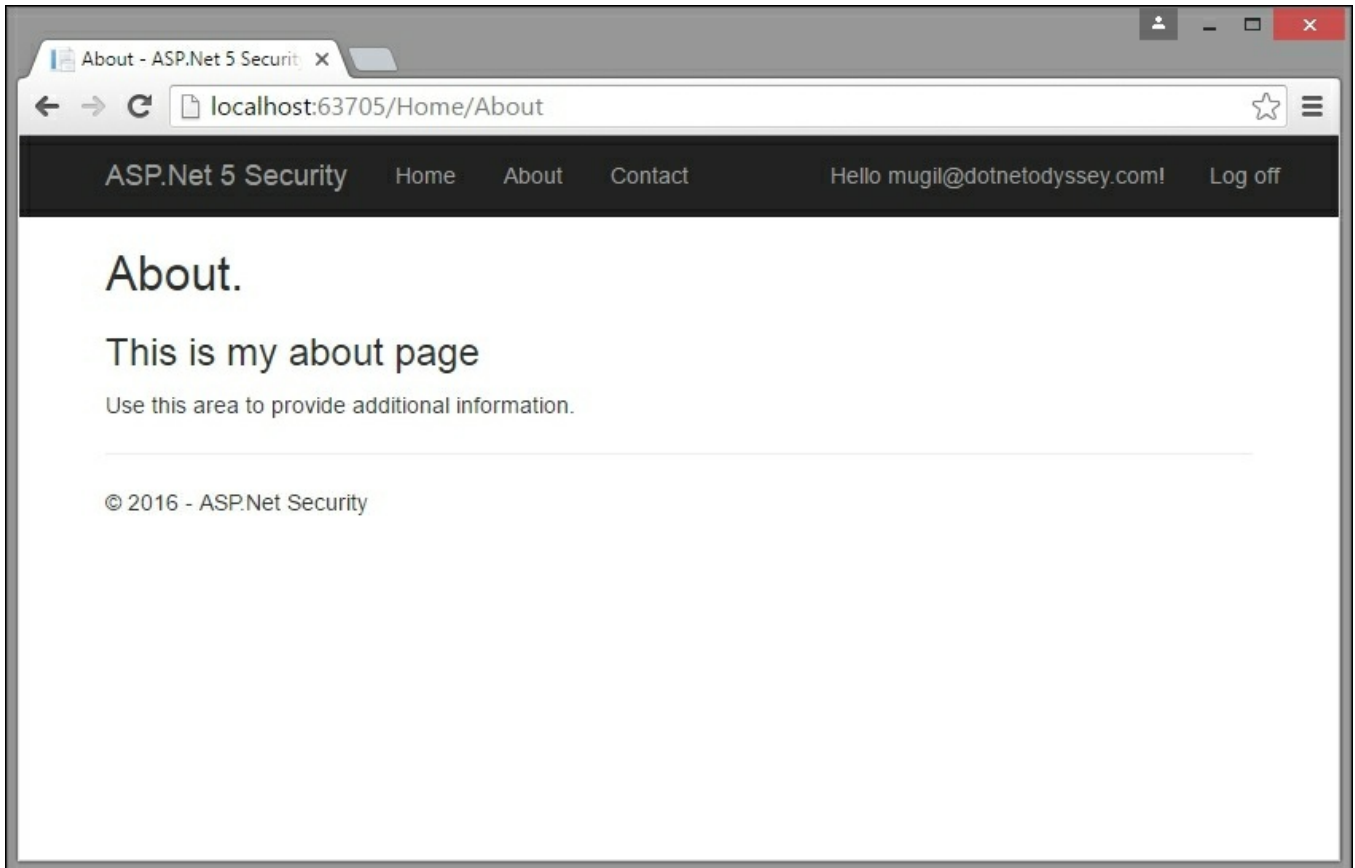 About - ASP.Net 5 Securit
localhost:63705/Home/About
ASP.Net 5 Security Home About Contact Hello mugil@dotnetodyssey.com! Log off
About.
This is my about page
Use this area to provide additional information.
© 2016 - ASP.Net Security